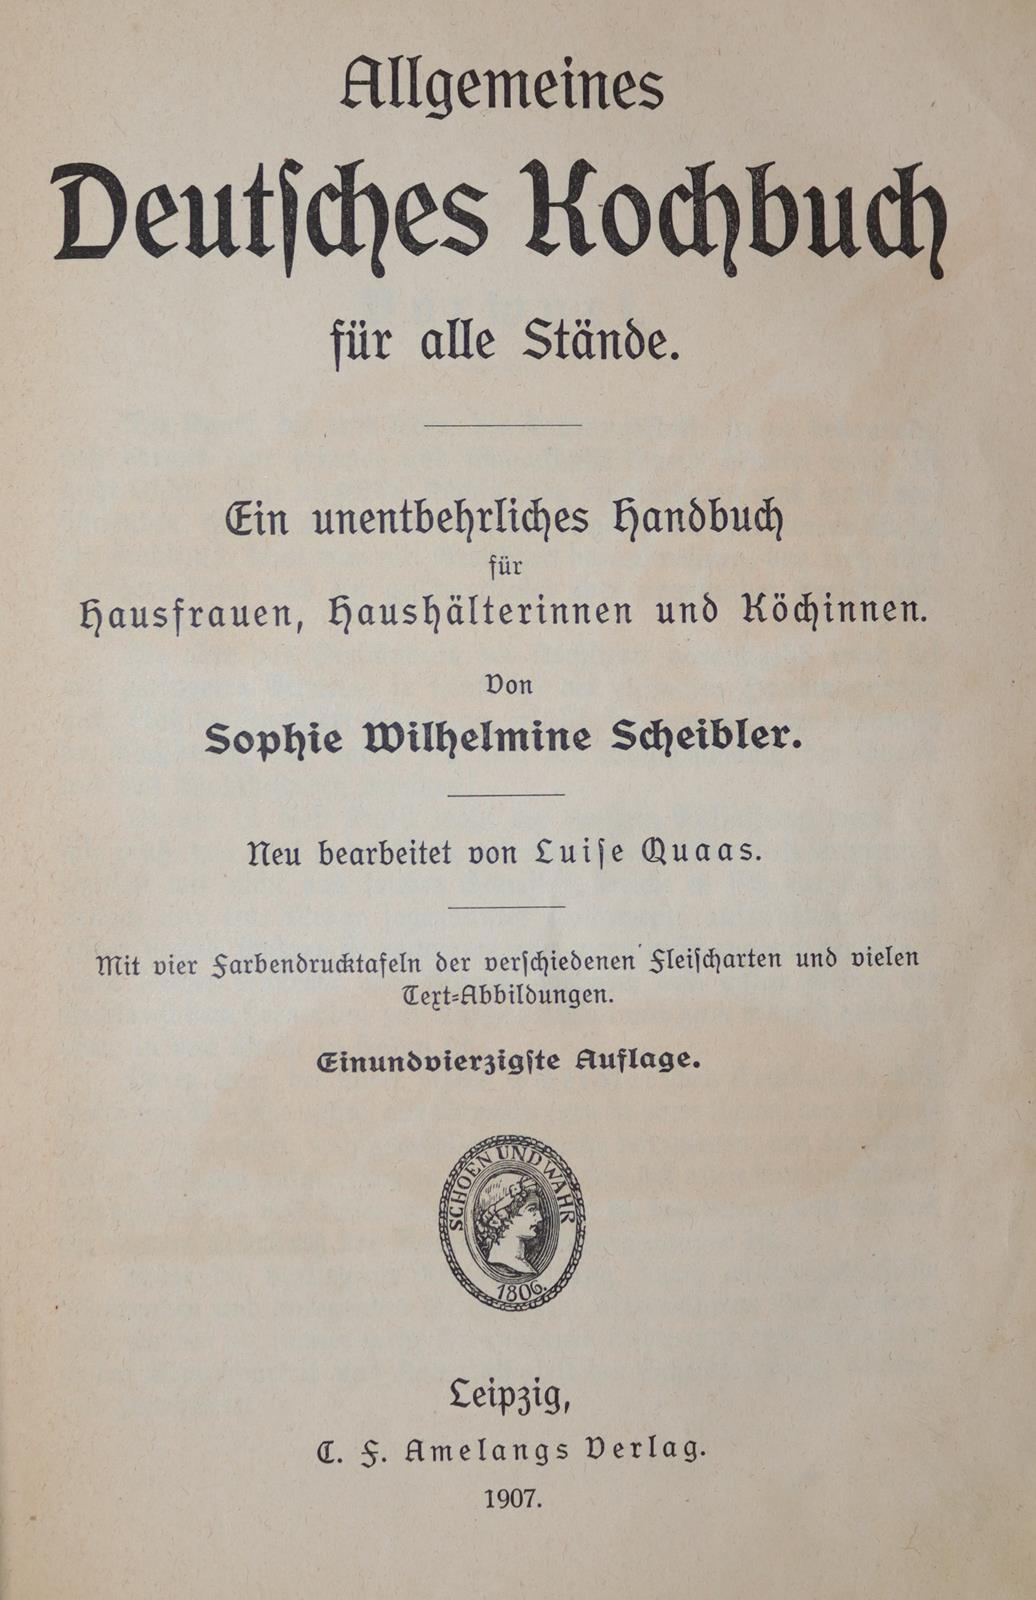 Allgemeines
Deutſches Kochbuch
für alle Stände.
Ein unentbehrliches Handbuch
für
Hausfrauen, Haushälterinnen und Köchinnen.
Von
Sophie Wilhelmine Scheibler.
Neu bearbeitet von Luiſe Quaas.
Mit vier Farbendrucktafeln der verſchiedenen Fleiſcharten und vielen
Text-Abbildungen.
Einundvierzigſte Auflage.
SCHOEN UND WAHR
1806.
Leipzig,
C. F. Amelangs Verlag.
1907.